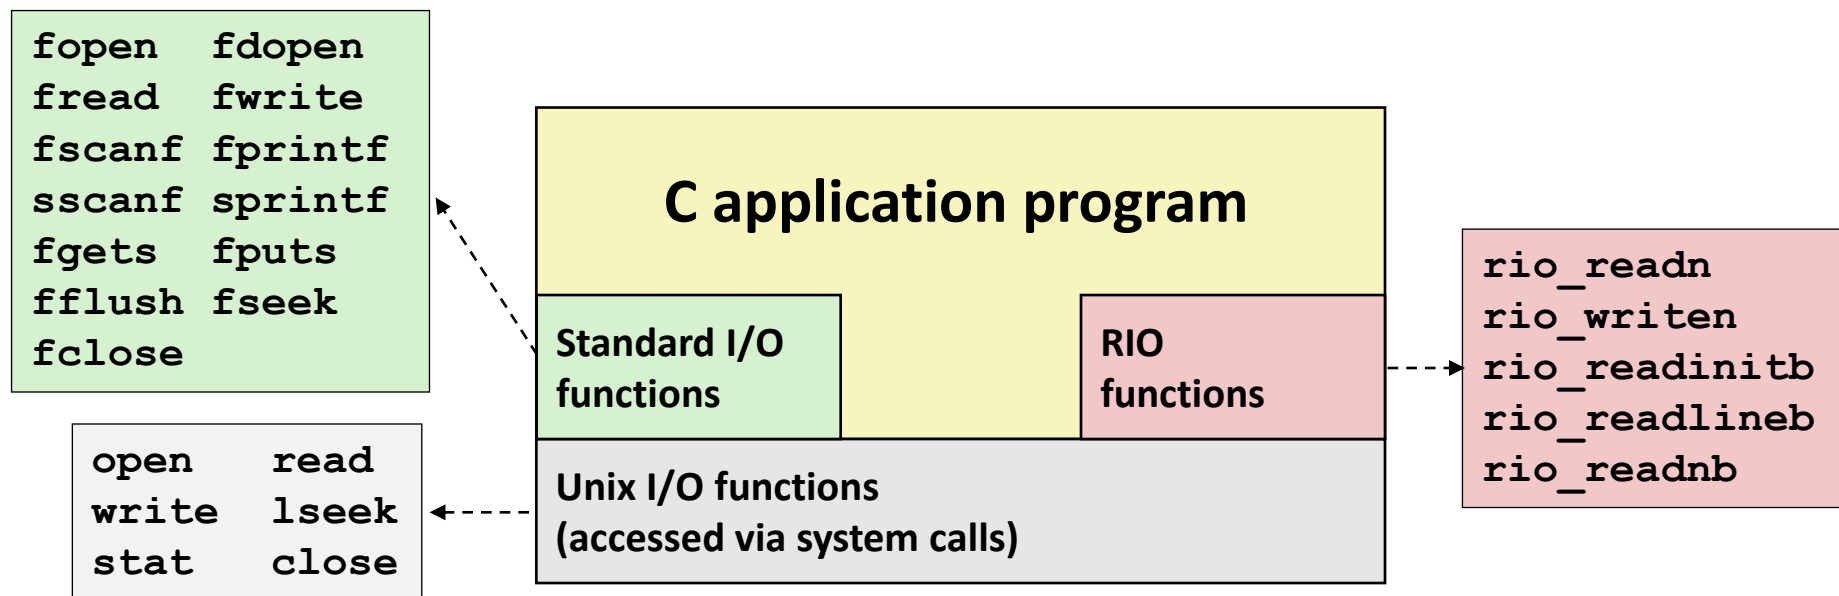 fopen fdopen
fread fwrite
fscanf fprintf
sscanf sprintf
fgets fputs
fflush fseek
fclose
C application program
Standard I/O
functions
RIO
functions
rio_readn
rio_writen
rio_readinitb
rio_readlineb
rio_readnb
open read
write lseek
stat close
Unix I/O functions
(accessed via system calls)